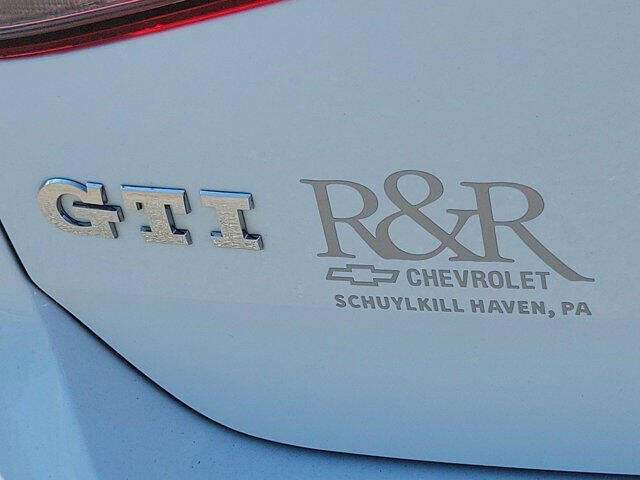 GTI
R&R
CHEVROLET
SCHUYLKILL HAVEN, PA